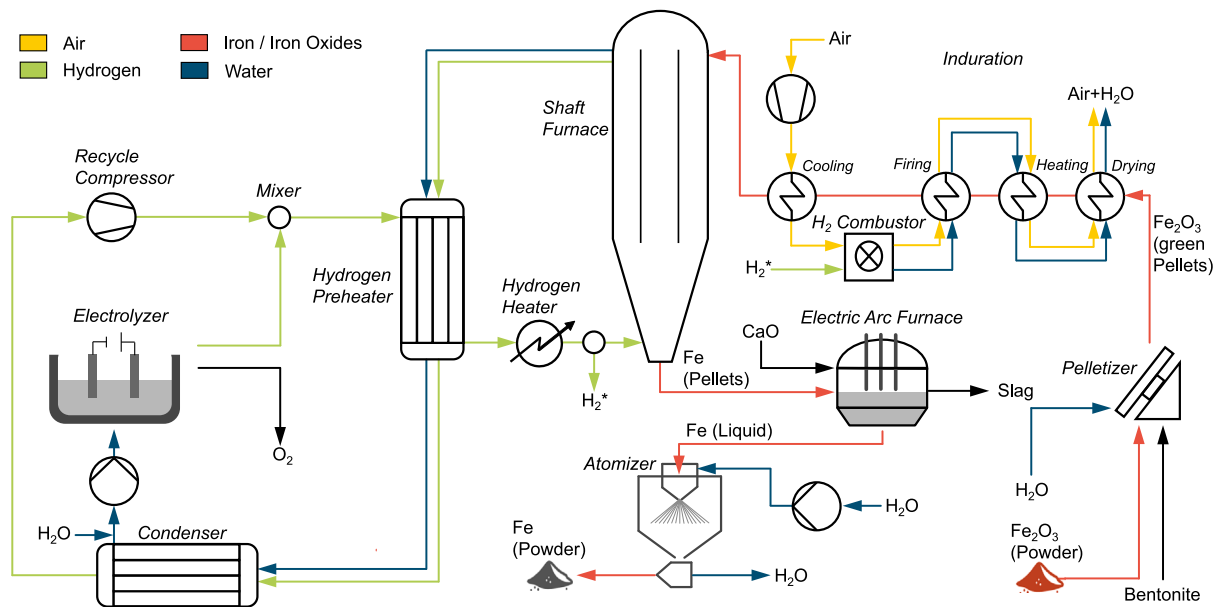 Air
Iron / Iron Oxides
Hydrogen
Water
Air
Induration
Air+H₂O
Shaft
Furnace
Recycle
Compressor
Mixer
Cooling
Firing
Heating
Drying
H₂ Combustor
Fe₂O₃
(green
Pellets)
H₂*
Hydrogen
Preheater
Hydrogen
Heater
Electrolyzer
Electric Arc Furnace
CaO
Fe
(Pellets)
Pelletizer
H₂*
Slag
Fe (Liquid)
O₂
Atomizer
H₂O
H₂O
H₂O
Condenser
Fe
(Powder)
Fe₂O₃
(Powder)
H₂O
Bentonite